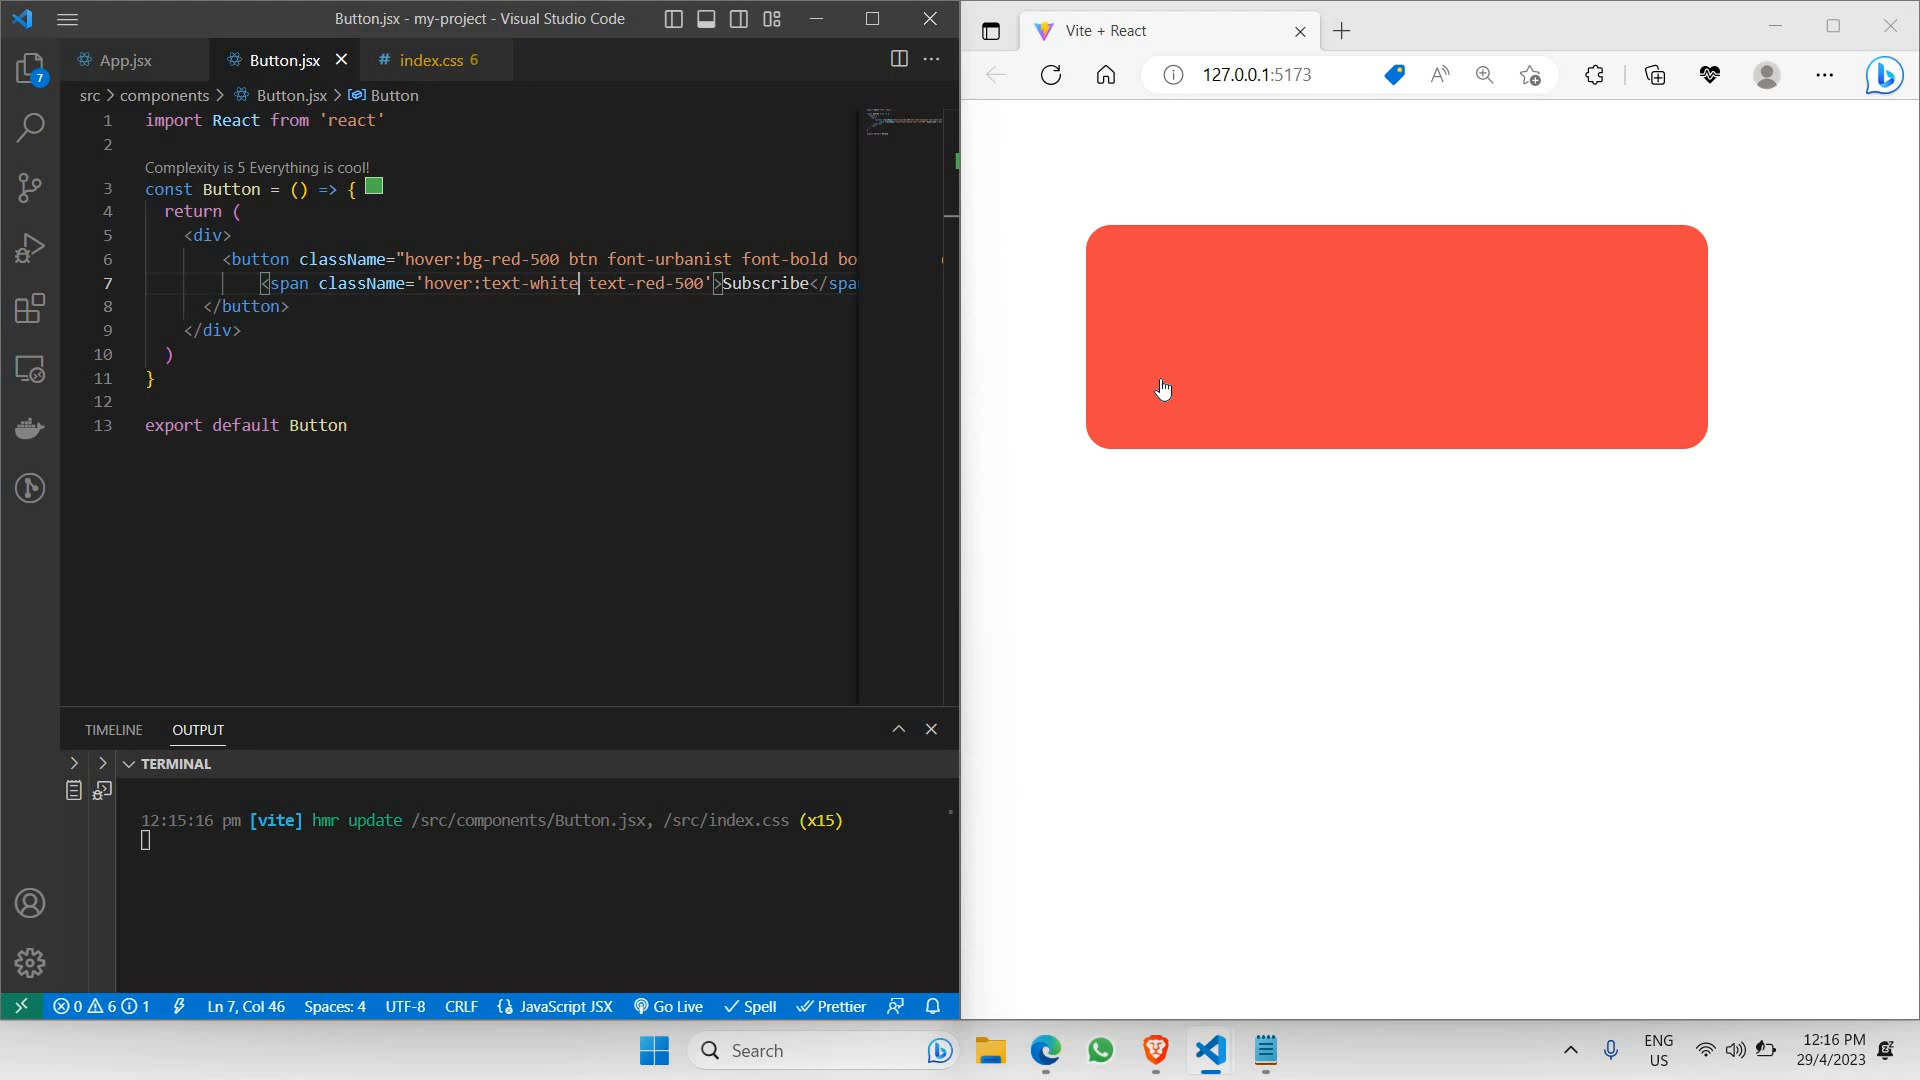 Button.jsx - my-project - Visual Studio Code
App.jsx
Button.jsx
# index.css 6
src > components > Button.jsx > Button
1 import React from 'react'
2
Complexity is 5 Everything is cool!
3 const Button = () => {
4 return (
5 <div>
6 <button className="hover:bg-red-500 btn font-urbanist font-bold bo
7 <span className='hover:text-white text-red-500'>Subscribe</spa
8 </button>
9 </div>
10 )
11 }
12
13 export default Button
7
TIMELINE
OUTPUT
TERMINAL
12:15:16 pm [vite] hmr update /src/components/Button.jsx, /src/index.css (x15)
0 6 1
Ln 7, Col 46
Spaces: 4
UTF-8
CRLF
JavaScript JSX
Go Live
Spell
Prettier
Vite + React
127.0.0.1:5173
Search
ENG
US
12:16 PM
29/4/2023